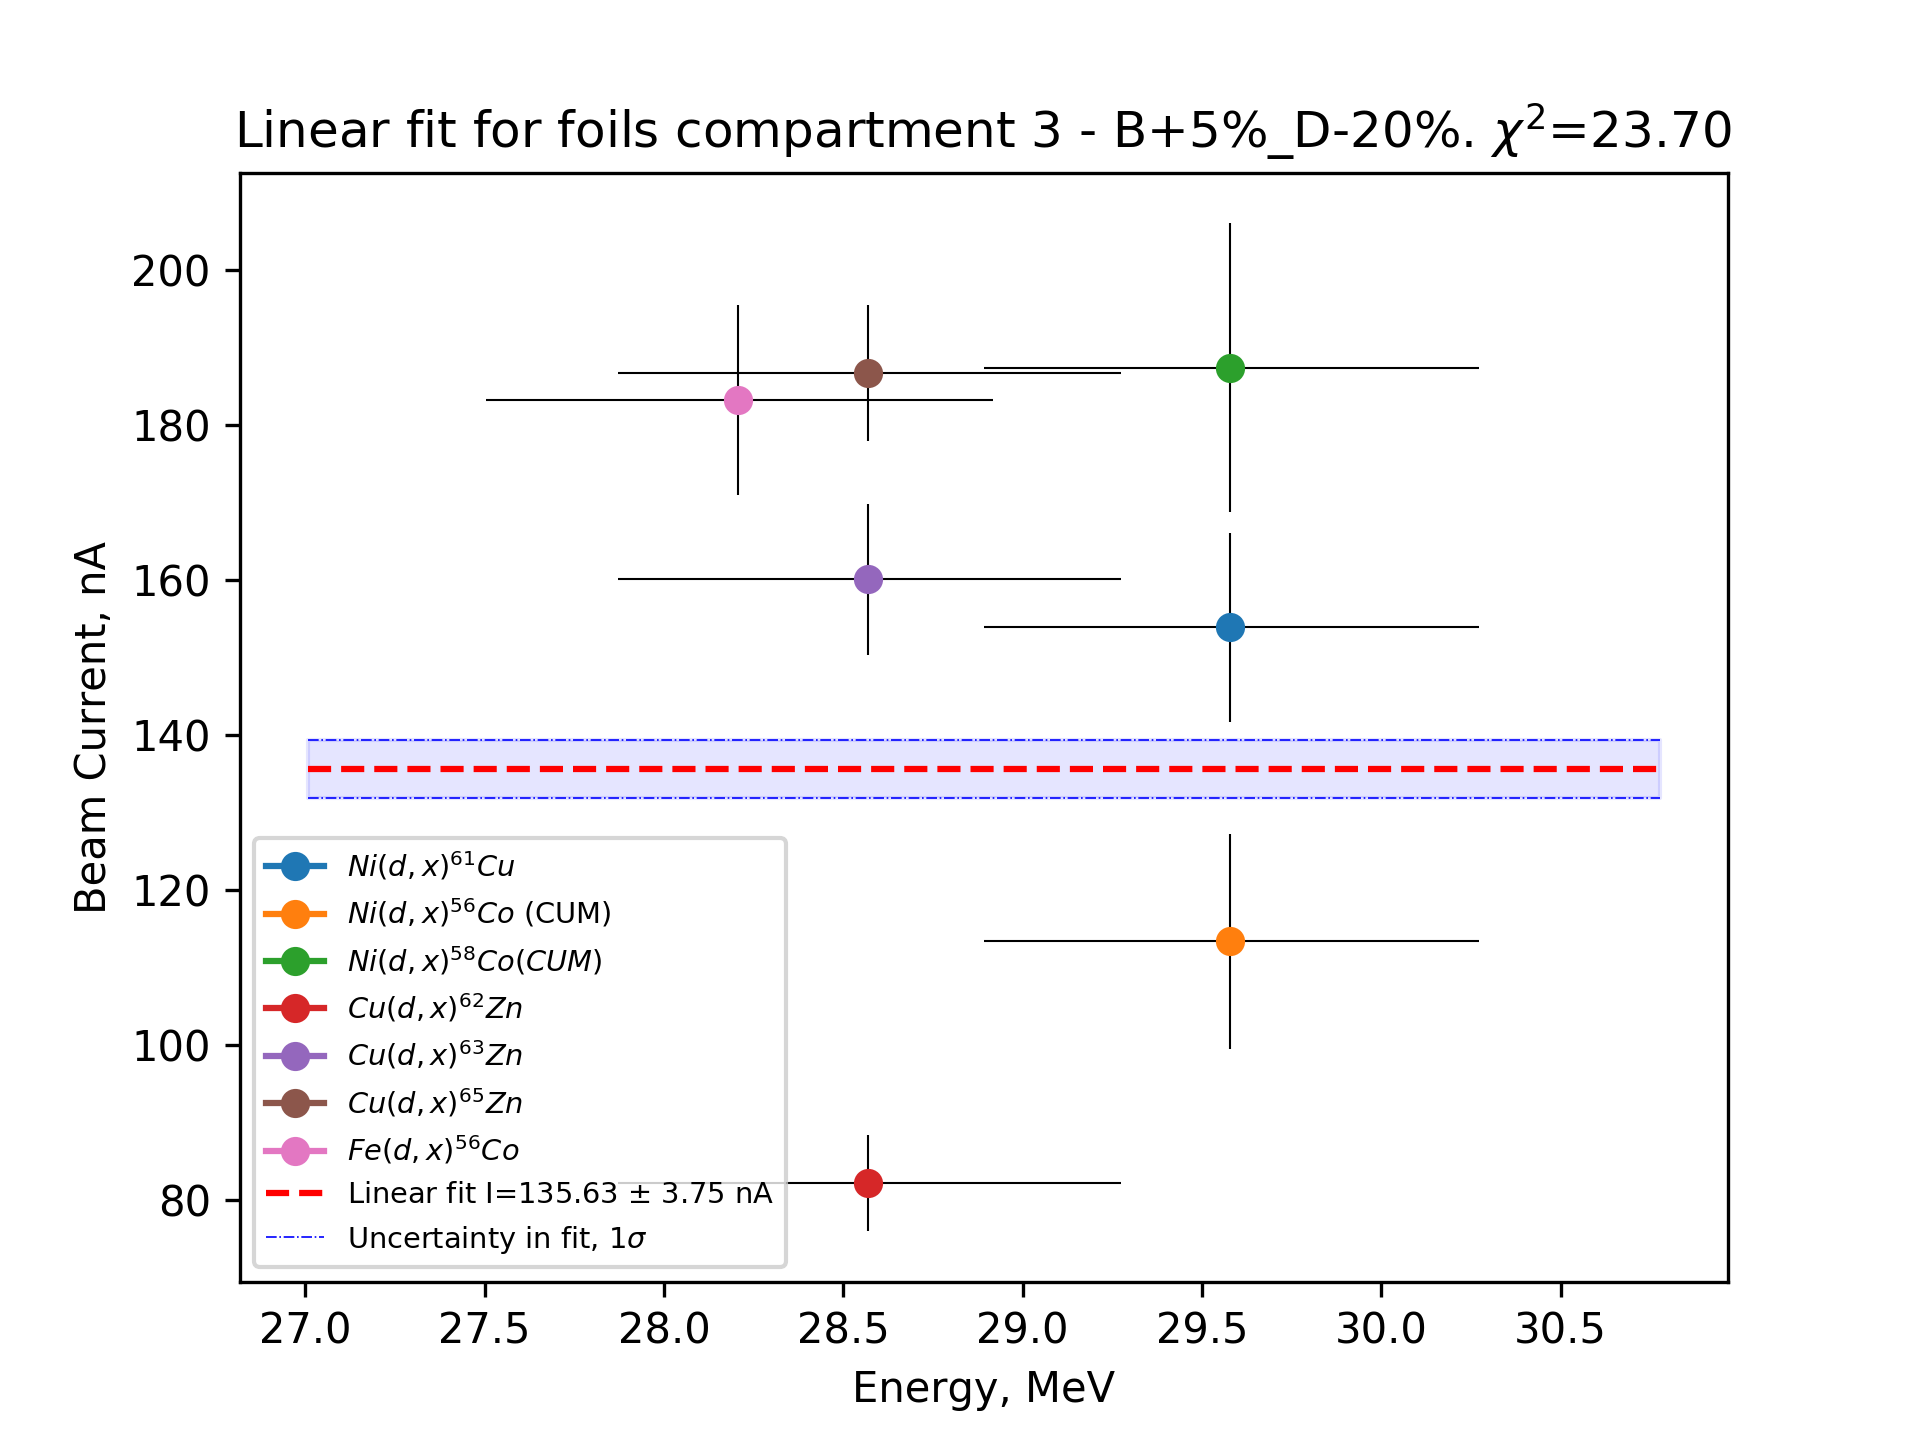 Linear fit for foils compartment 3 - B+5%_D-20%. χ²=23.70
200
180
160
140
120
100
80
Beam Current, nA
Ni(d, x)⁶¹Cu
Ni(d, x)⁵⁶Co (CUM)
Ni(d, x)⁵⁸Co(CUM)
Cu(d, x)⁶²Zn
Cu(d, x)⁶³Zn
Cu(d, x)⁶⁵Zn
Fe(d, x)⁵⁶Co
Linear fit I=135.63 ± 3.75 nA
Uncertainty in fit, 1σ
27.0 27.5 28.0 28.5 29.0 29.5 30.0 30.5
Energy, MeV